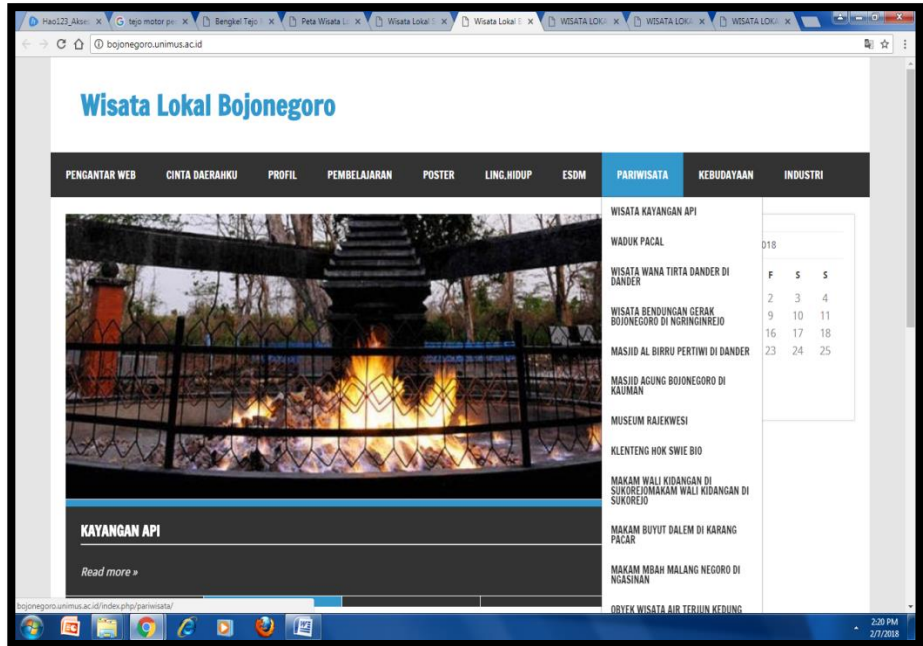 Hao123_Akses
tejo motor pe
Bengkel Tejo
Peta Wisata Lo
Wisata Lokal
Wisata Lokal
WISATA LOKA
WISATA LOKA
WISATA LOKA
bojonegoro.unimus.ac.id
Wisata Lokal Bojonegoro
PENGANTAR WEB CINTA DAERAHKU PROFIL PEMBELAJARAN POSTER LING.HIDUP ESDM PARIWISATA KEBUDAYAAN INDUSTRI
WISATA KAYANGAN API
WADUK PACAL
WISATA WANA TIRTA DANDER DI
DANDER
WISATA BENDUNGAN GERAK
BOJONEGORO DI NGRINGINREJO
MASJID AL BIRRU PERTIWI DI DANDER
MASJID AGUNG BOJONEGORO DI
KAUMAN
MUSEUM RAJEKWESI
KLENTENG HOK SWIE BIO
MAKAM WALI KIDANGAN DI
SUKOREJOMAKAM WALI KIDANGAN DI
SUKOREJO
MAKAM BUYUT DALEM DI KARANG
PACAR
MAKAM MBAH MALANG NEGORO DI
NGASINAN
OBYEK WISATA AIR TERJUN KEDUNG
018
F S S
2 3 4
9 10 11
16 17 18
23 24 25
KAYANGAN API
Read more »
bojonegoro.unimus.ac.id/index.php/pariwisata/
2:20 PM
2/7/2018